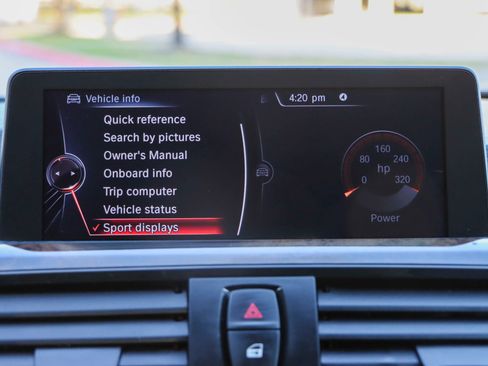 Vehicle info
4:20 pm
Quick reference
Search by pictures
Owner's Manual
Onboard info
Trip computer
Vehicle status
Sport displays
160
80 240
hp
0 320
Power